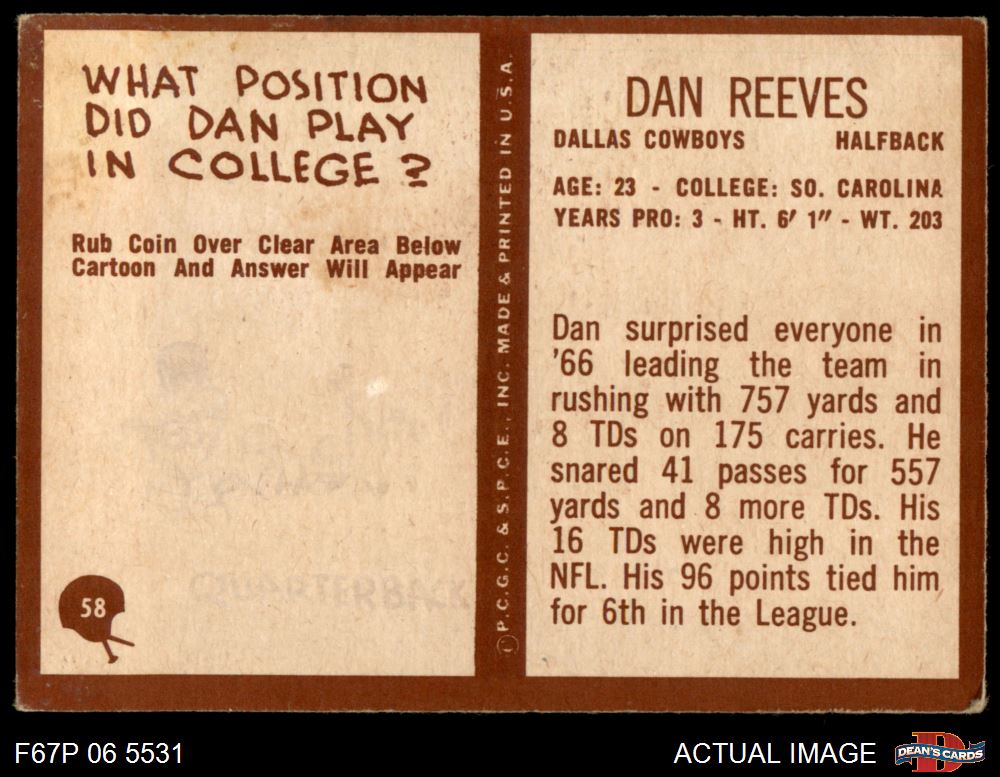 WHAT POSITION
DID DAN PLAY
IN COLLEGE ?
Rub Coin Over Clear Area Below
Cartoon And Answer Will Appear
QUARTERBACK
58
©P.C.G.C. & S.P.C.E., INC. MADE & PRINTED IN U.S.A.
DAN REEVES
DALLAS COWBOYS HALFBACK
AGE: 23 - COLLEGE: SO. CAROLINA
YEARS PRO: 3 - HT. 6' 1" - WT. 203
Dan surprised everyone in
'66 leading the team in
rushing with 757 yards and
8 TDs on 175 carries. He
snared 41 passes for 557
yards and 8 more TDs. His
16 TDs were high in the
NFL. His 96 points tied him
for 6th in the League.
F67P 06 5531
ACTUAL IMAGE
D
DEAN'S CARDS